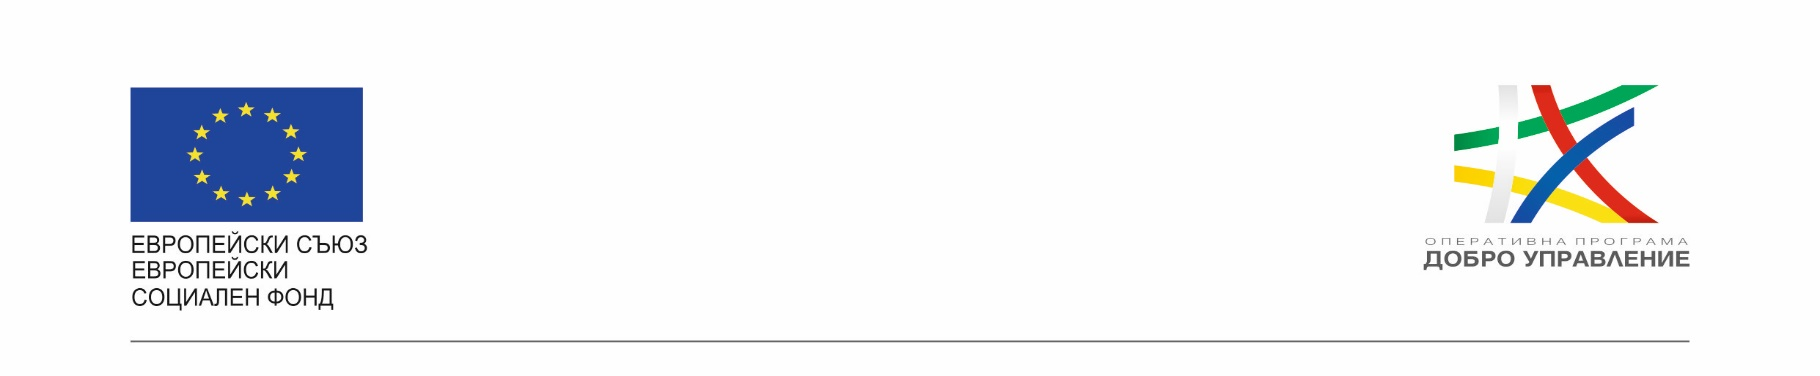 ЕВРОПЕЙСКИ СЪЮЗ
ЕВРОПЕЙСКИ
СОЦИАЛЕН ФОНД
ОПЕРАТИВНА ПРОГРАМА
ДОБРО УПРАВЛЕНИЕ